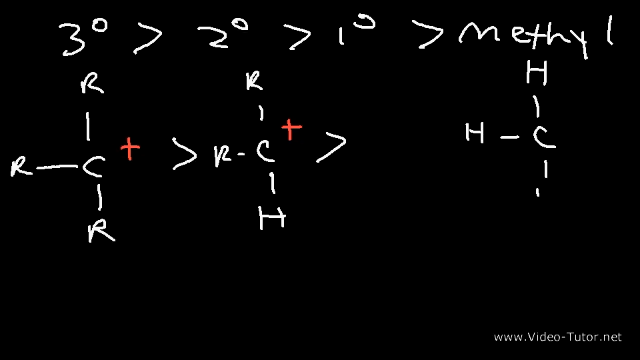 3° > 2° > 1° > methyl
R R H
R—C + > R-C + > H-C
R H
www.Video-Tutor.net